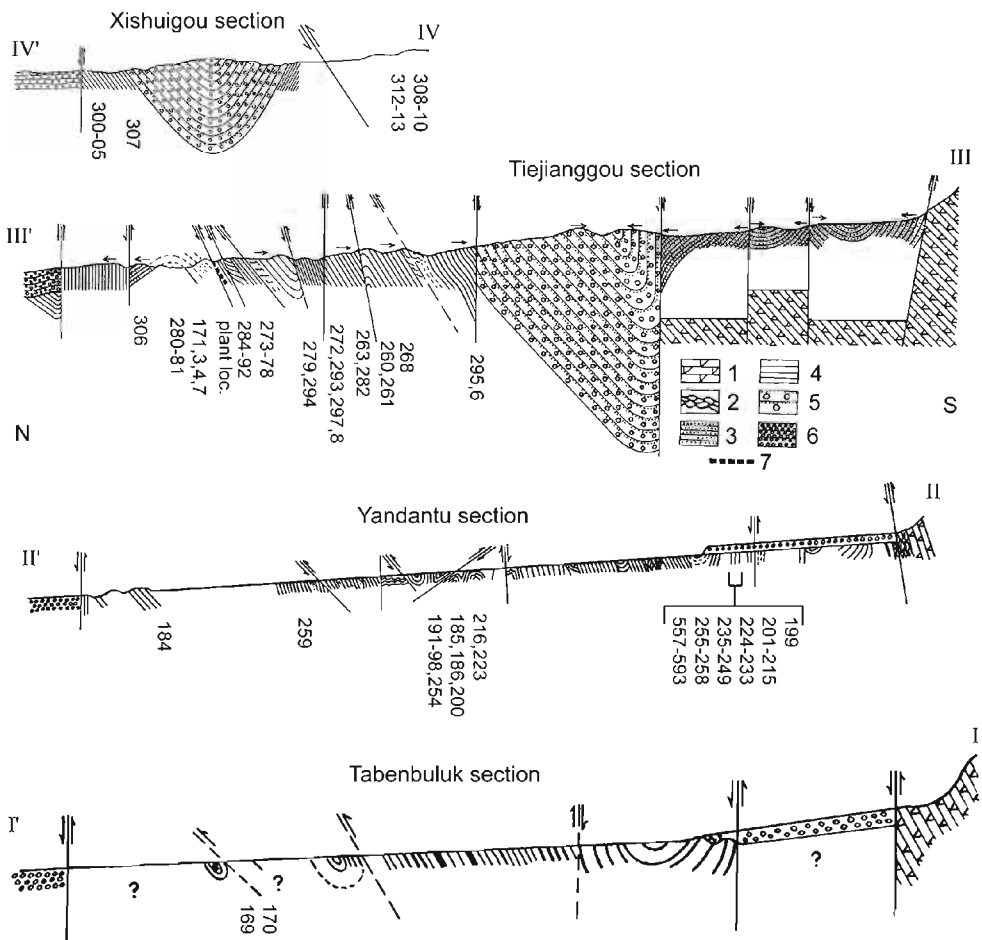 Xishuigou section
IV'
IV
300-05
307
308-10
312-13
Tiejianggou section
III
III'
306
280-81
171,3,4,7
plant loc.
284-92
273-78
279,294
272,283,297,8
263,282
260,261
268
295,6
1
4
2
5
3
6
7
N
S
Yandantu section
II
II'
184
259
191-98,254
185,186,200
216,223
557-593
255-258
235-249
224-233
201-215
199
Tabenbuluk section
I
I'
?
?
?
169
170